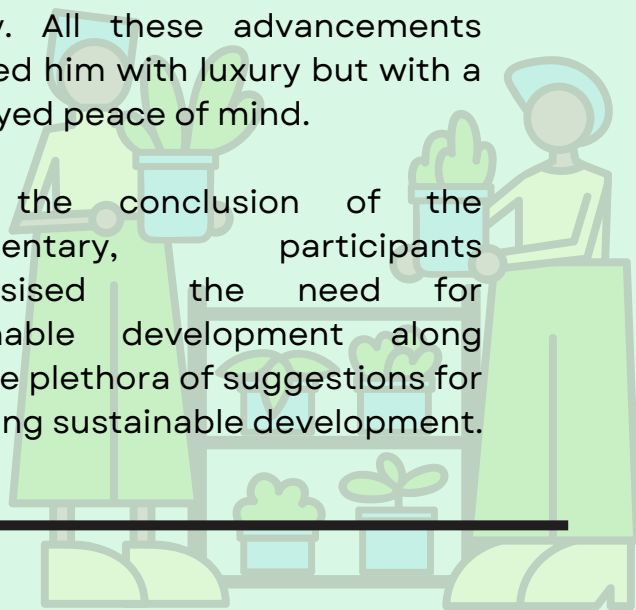 . All these advancements
ed him with luxury but with a
yed peace of mind.
the conclusion of the
entary, participants
sised the need for
nable development along
e plethora of suggestions for
ng sustainable development.